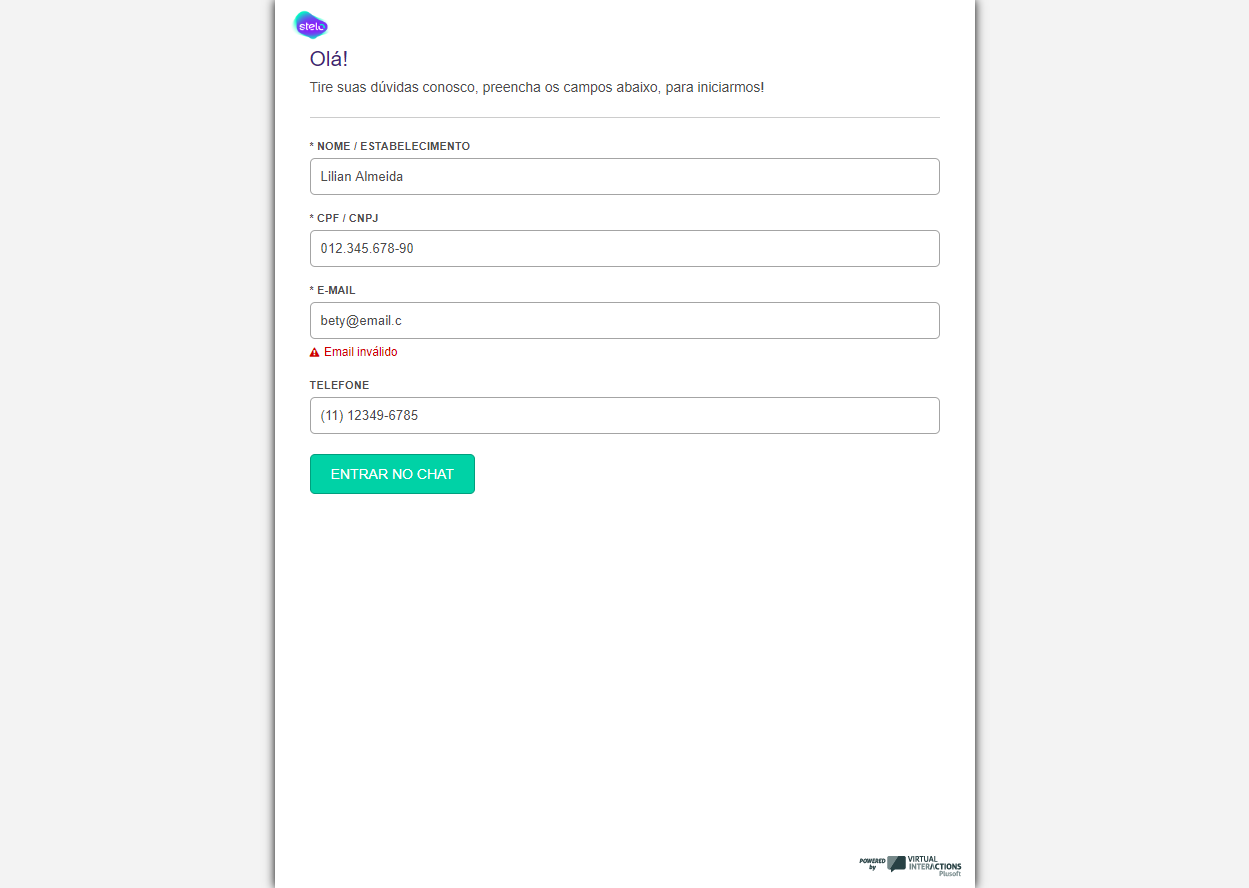 stelo
Olá!
Tire suas dúvidas conosco, preencha os campos abaixo, para iniciarmos!
* NOME / ESTABELECIMENTO
Lilian Almeida
* CPF / CNPJ
012.345.678-90
* E-MAIL
bety@email.c
Email inválido
TELEFONE
(11) 12349-6785
ENTRAR NO CHAT
POWERED by VIRTUAL INTERACTIONS
Plusoft